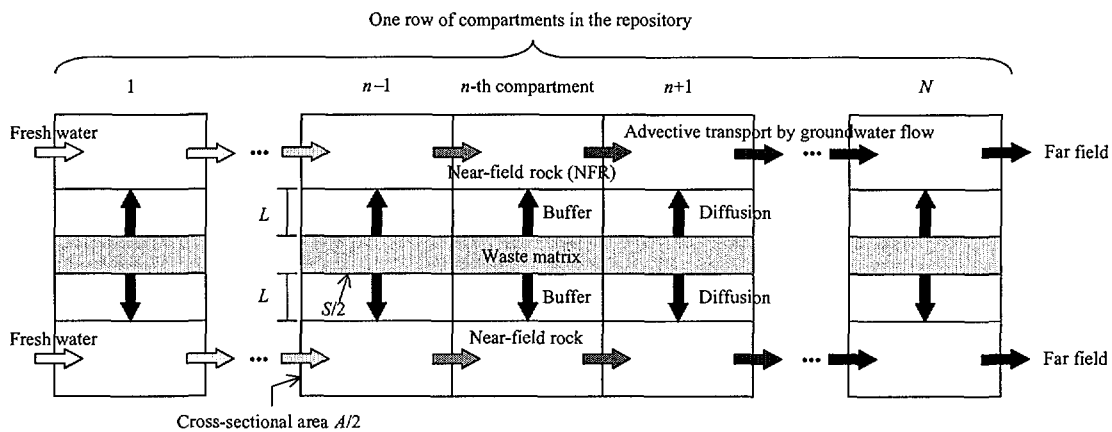 One row of compartments in the repository
1
n−1
n-th compartment
n+1
N
Fresh water
Advective transport by groundwater flow
Far field
Near-field rock (NFR)
L
Buffer
Diffusion
Waste matrix
L
S/2
Buffer
Diffusion
Fresh water
Near-field rock
Far field
Cross-sectional area A/2